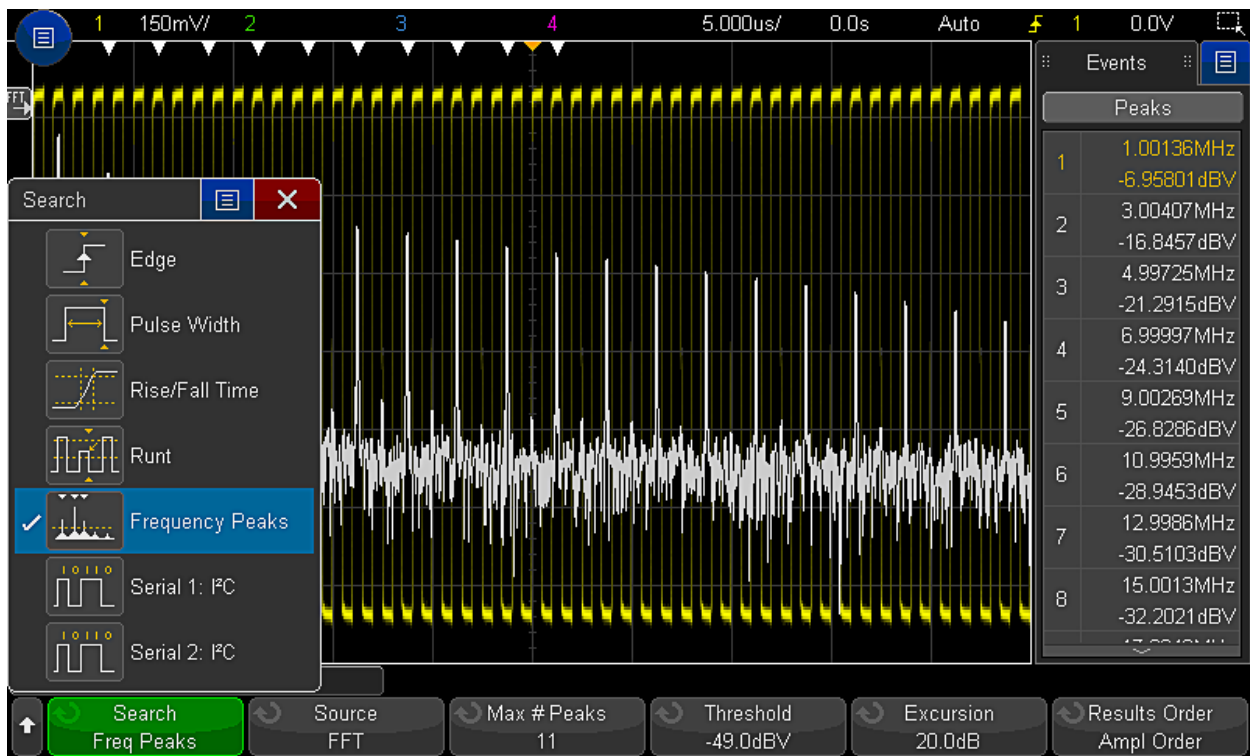 1 150mV/ 2 3 4 5.000us/ 0.0s Auto 1 0.0V
FFT
Events
Peaks
1 1.00136MHz
-6.95801dBV
2 3.00407MHz
-16.8457dBV
3 4.99725MHz
-21.2915dBV
4 6.99997MHz
-24.3140dBV
5 9.00269MHz
-26.8286dBV
6 10.9959MHz
-28.9453dBV
7 12.9986MHz
-30.5103dBV
8 15.0013MHz
-32.2021dBV
Search
Edge
Pulse Width
Rise/Fall Time
Runt
Frequency Peaks
10110
Serial 1: I²C
10110
Serial 2: I²C
Search
Freq Peaks
Source
FFT
Max # Peaks
11
Threshold
-49.0dBV
Excursion
20.0dB
Results Order
Ampl Order